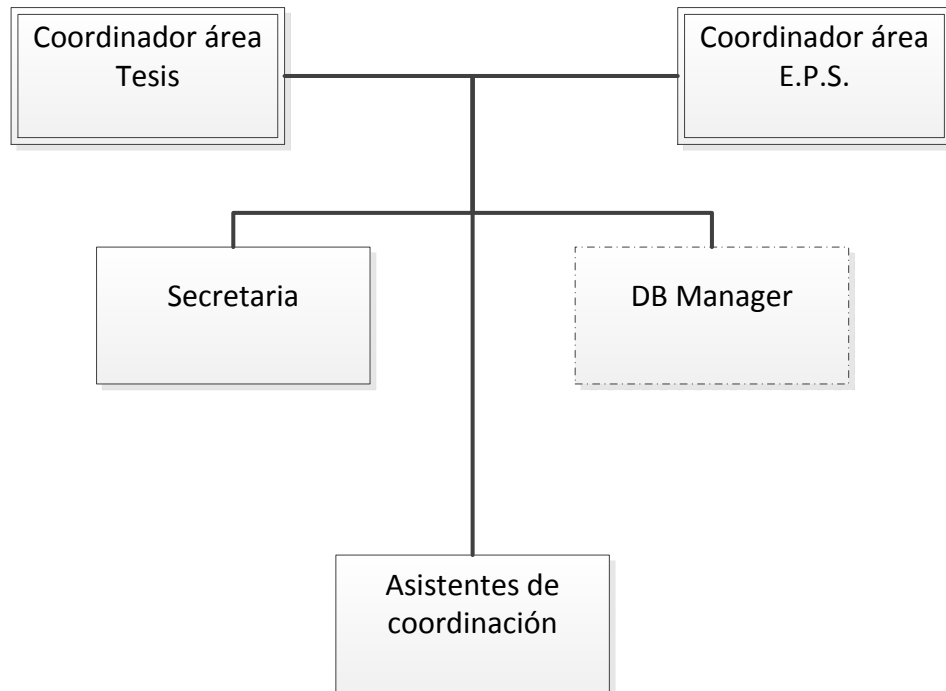 Coordinador área
Tesis
Coordinador área
E.P.S.
Secretaria
DB Manager
Asistentes de
coordinación